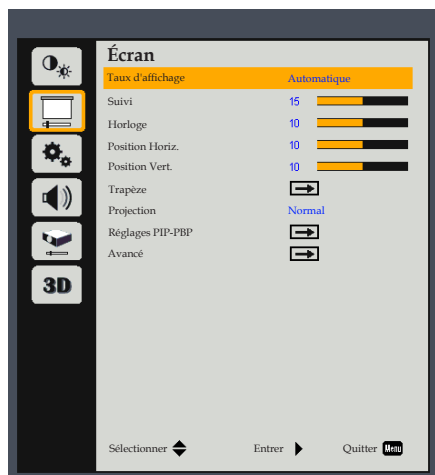 Écran
Taux d'affichage Automatique
Suivi 15
Horloge 10
Position Horiz. 10
Position Vert. 10
Trapèze
Projection Normal
Réglages PIP-PBP
Avancé
3D
Sélectionner Entrer Quitter Menu